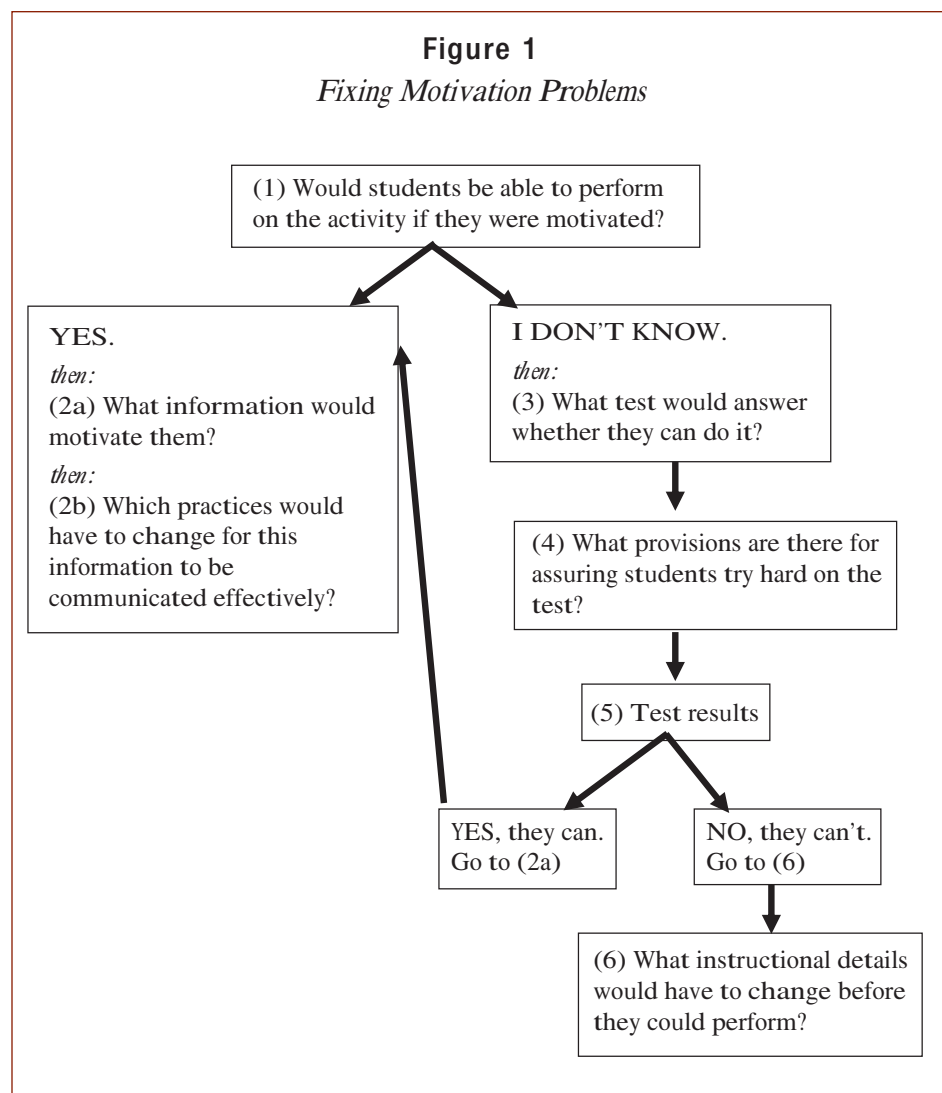 Figure 1
Fixing Motivation Problems
(1) Would students be able to perform
on the activity if they were motivated?
YES.
then:
(2a) What information would
motivate them?
then:
(2b) Which practices would
have to change for this
information to be
communicated effectively?
I DON'T KNOW.
then:
(3) What test would answer
whether they can do it?
(4) What provisions are there for
assuring students try hard on the
test?
(5) Test results
YES, they can.
Go to (2a)
NO, they can't.
Go to (6)
(6) What instructional details
would have to change before
they could perform?